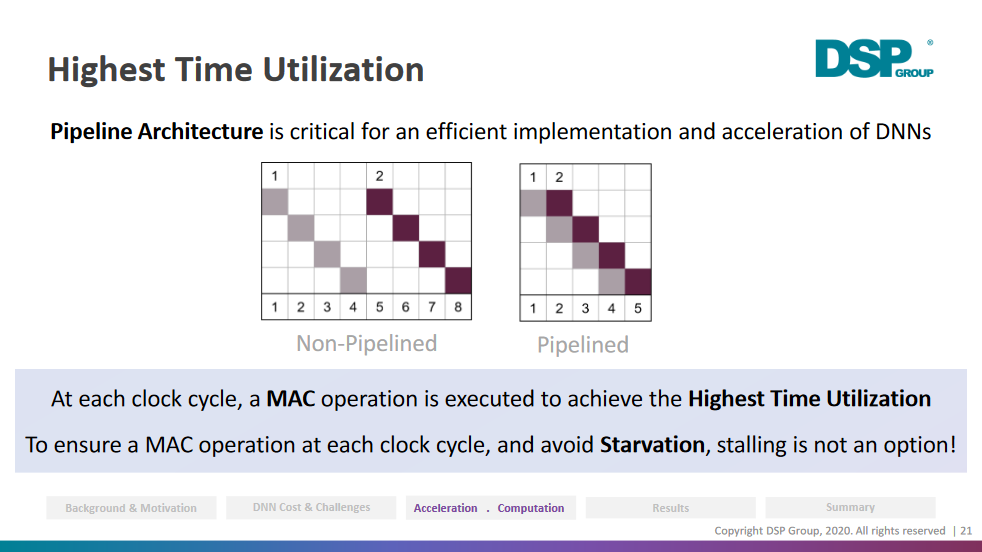 Highest Time Utilization
DSP
GROUP
®
Pipeline Architecture is critical for an efficient implementation and acceleration of DNNs
1 2
1 2 3 4 5 6 7 8
Non-Pipelined
1 2
1 2 3 4 5
Pipelined
At each clock cycle, a MAC operation is executed to achieve the Highest Time Utilization
To ensure a MAC operation at each clock cycle, and avoid Starvation, stalling is not an option!
Background & Motivation
DNN Cost & Challenges
Acceleration . Computation
Results
Summary
Copyright DSP Group, 2020. All rights reserved | 21